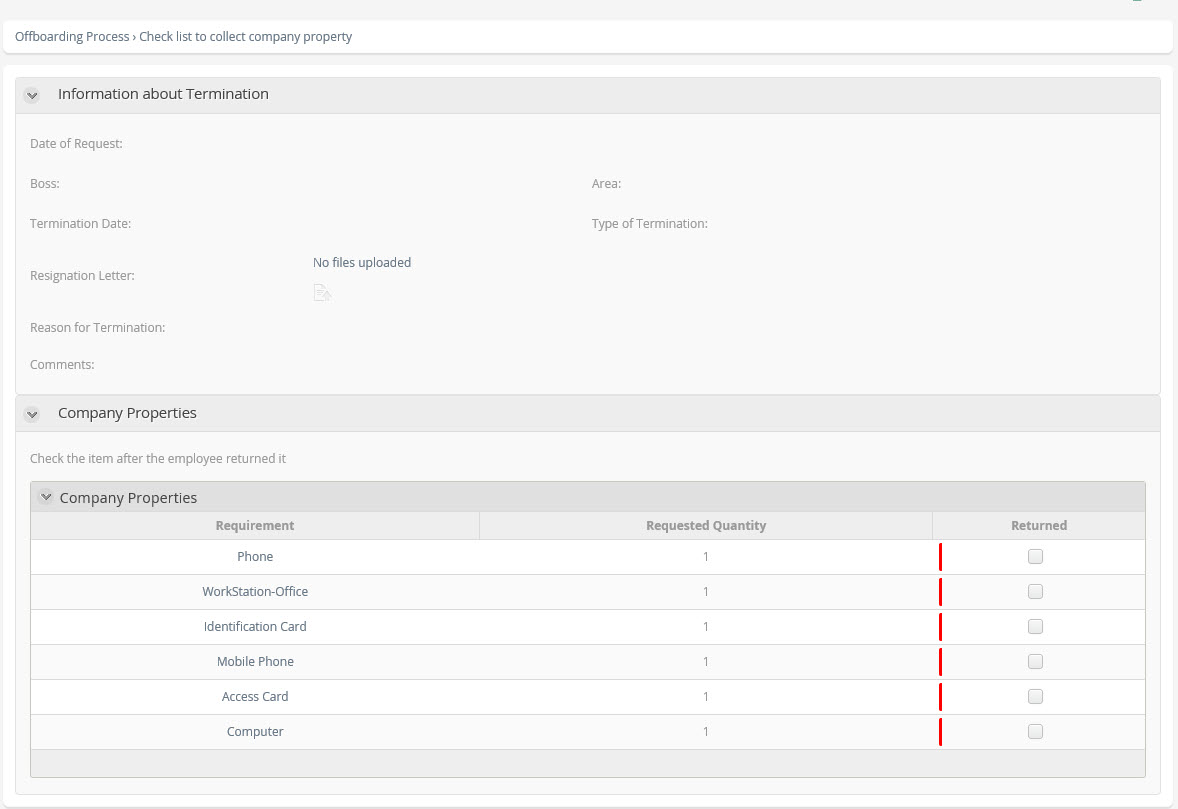 Offboarding Process › Check list to collect company property
Information about Termination
Date of Request:
Boss:
Area:
Termination Date:
Type of Termination:
No files uploaded
Resignation Letter:
Reason for Termination:
Comments:
Company Properties
Check the item after the employee returned it
Company Properties
Requirement Requested Quantity Returned
Phone 1
WorkStation-Office 1
Identification Card 1
Mobile Phone 1
Access Card 1
Computer 1